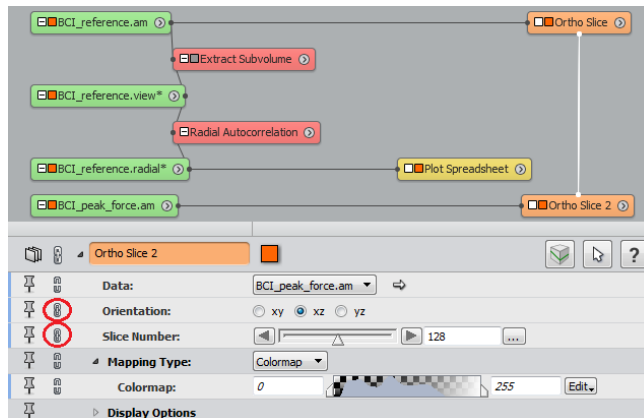 BCI_reference.am Ortho Slice
Extract Subvolume
BCI_reference.view*
Radial Autocorrelation
BCI_reference.radial* Plot Spreadsheet
BCI_peak_force.am Ortho Slice 2
Ortho Slice 2 ?
Data: BCI_peak_force.am
Orientation: xy xz yz
Slice Number: 128 ...
Mapping Type: Colormap
Colormap: 0 255 Edit
Display Options